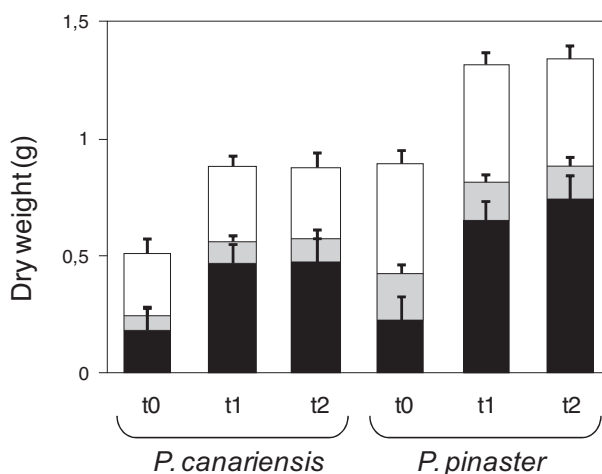 1,5
1
0,5
0
Dry weight (g)
t0 t1 t2 t0 t1 t2
P. canariensis P. pinaster